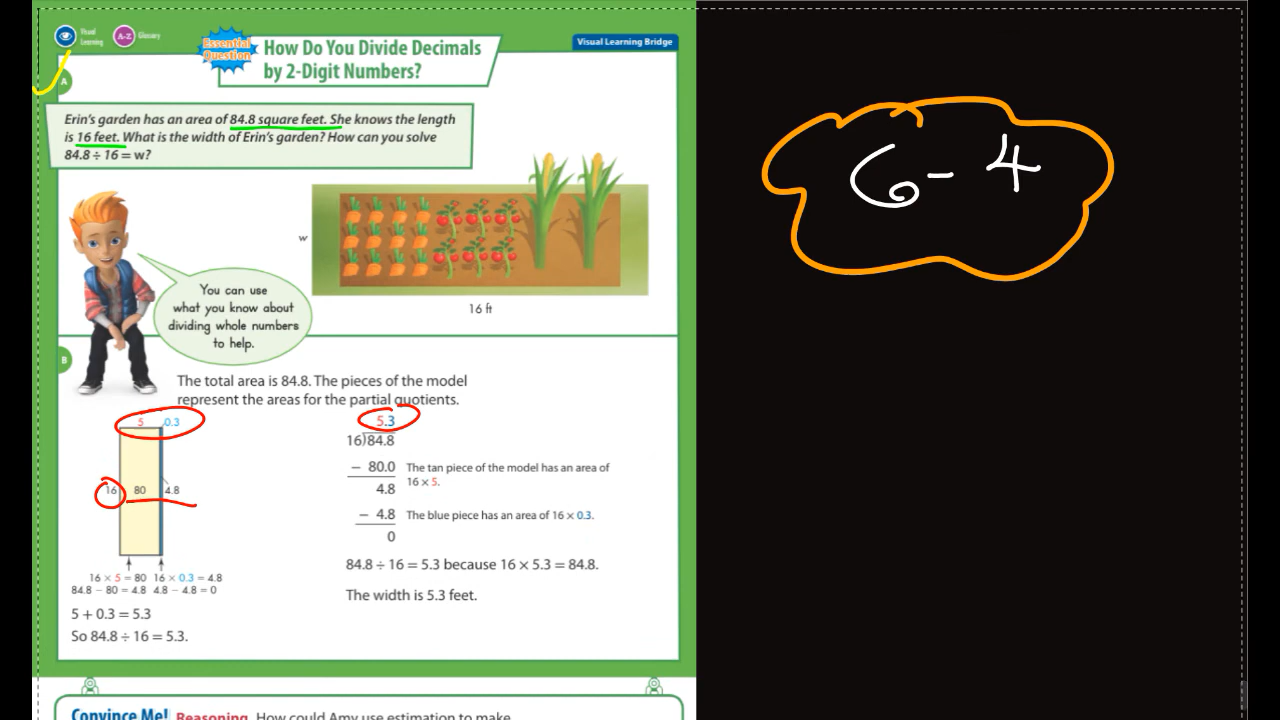 Visual
Learning
A-Z
Glossary
Essential
Question
How Do You Divide Decimals
by 2-Digit Numbers?
Visual Learning Bridge
A
Erin's garden has an area of 84.8 square feet. She knows the length
is 16 feet. What is the width of Erin's garden? How can you solve
84.8 ÷ 16 = w?
w
16 ft
You can use
what you know about
dividing whole numbers
to help.
B
The total area is 84.8. The pieces of the model
represent the areas for the partial quotients.
5 0.3
16 80 4.8
16 × 5 = 80 16 × 0.3 = 4.8
84.8 − 80 = 4.8 4.8 − 4.8 = 0
5 + 0.3 = 5.3
So 84.8 ÷ 16 = 5.3.
5.3
16)84.8
− 80.0
The tan piece of the model has an area of
16 × 5.
4.8
− 4.8
The blue piece has an area of 16 × 0.3.
0
84.8 ÷ 16 = 5.3 because 16 × 5.3 = 84.8.
The width is 5.3 feet.
Convince Me! Reasoning How could Amy use estimation to make
6 - 4